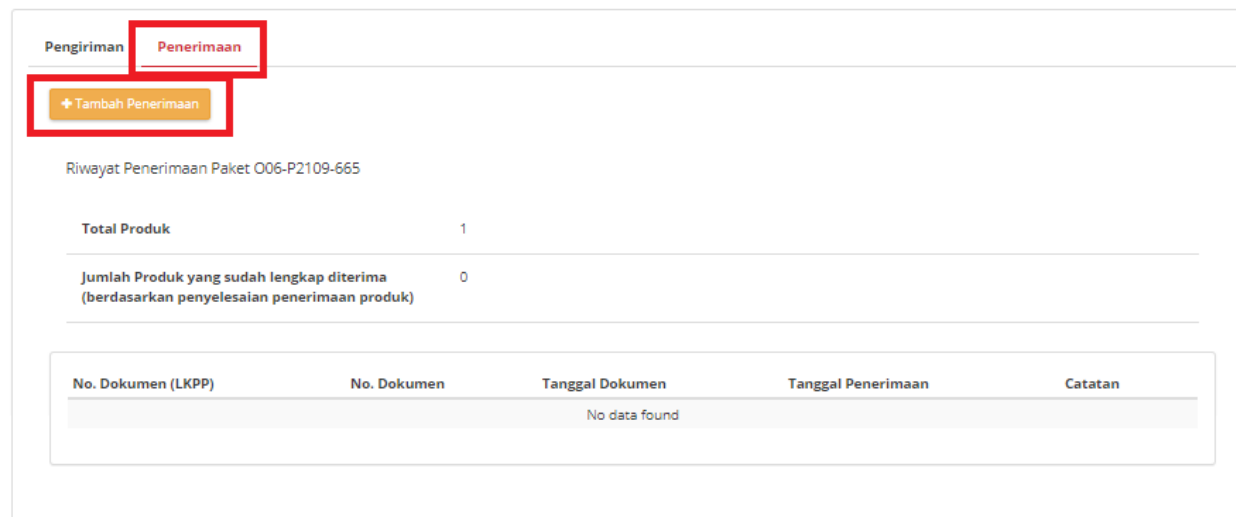 Pengiriman Penerimaan
+ Tambah Penerimaan
Riwayat Penerimaan Paket O06-P2109-665
Total Produk 1
Jumlah Produk yang sudah lengkap diterima 0
(berdasarkan penyelesaian penerimaan produk)
No. Dokumen (LKPP) No. Dokumen Tanggal Dokumen Tanggal Penerimaan Catatan
No data found